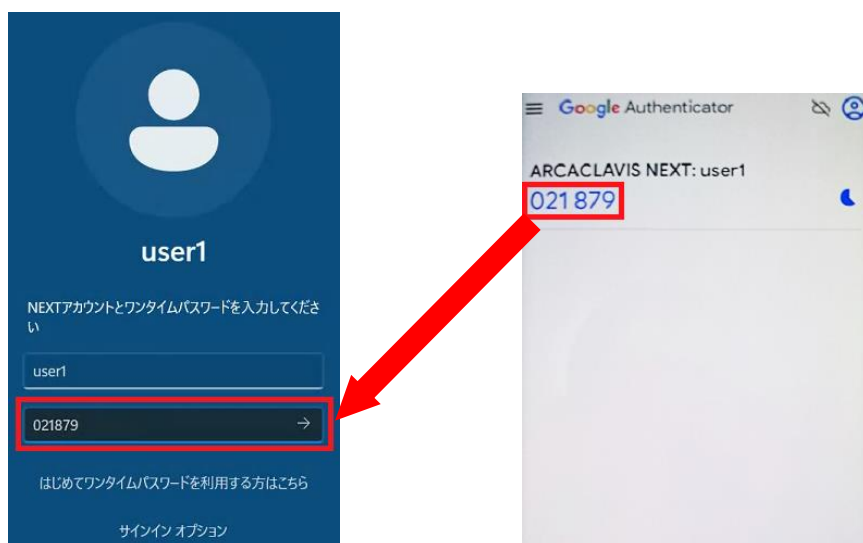 user1
NEXTアカウントとワンタイムパスワードを入力してくださ
い
user1
021879
はじめてワンタイムパスワードを利用する方はこちら
サインイン オプション
Google Authenticator
ARCACLAVIS NEXT: user1
021 879